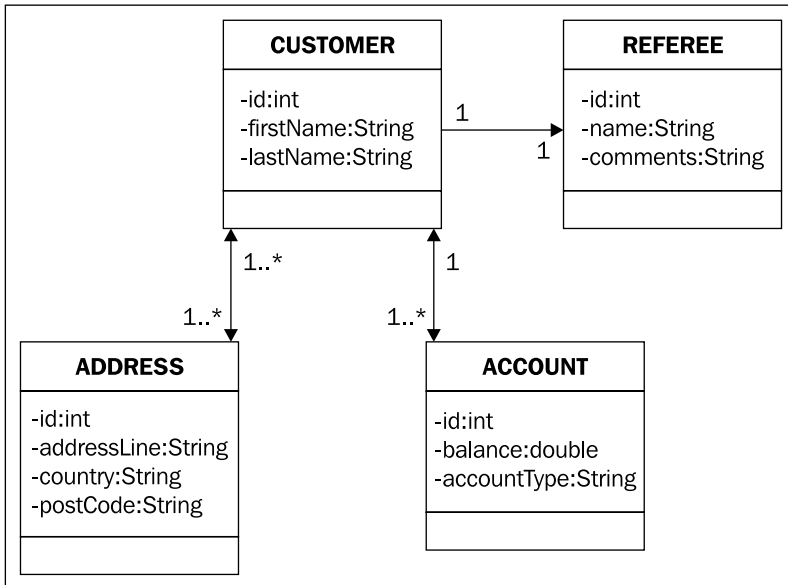 CUSTOMER
-id:int
-firstName:String
-lastName:String
REFEREE
-id:int
-name:String
-comments:String
1
1
1..*
1..*
1
1..*
ADDRESS
-id:int
-addressLine:String
-country:String
-postCode:String
ACCOUNT
-id:int
-balance:double
-accountType:String